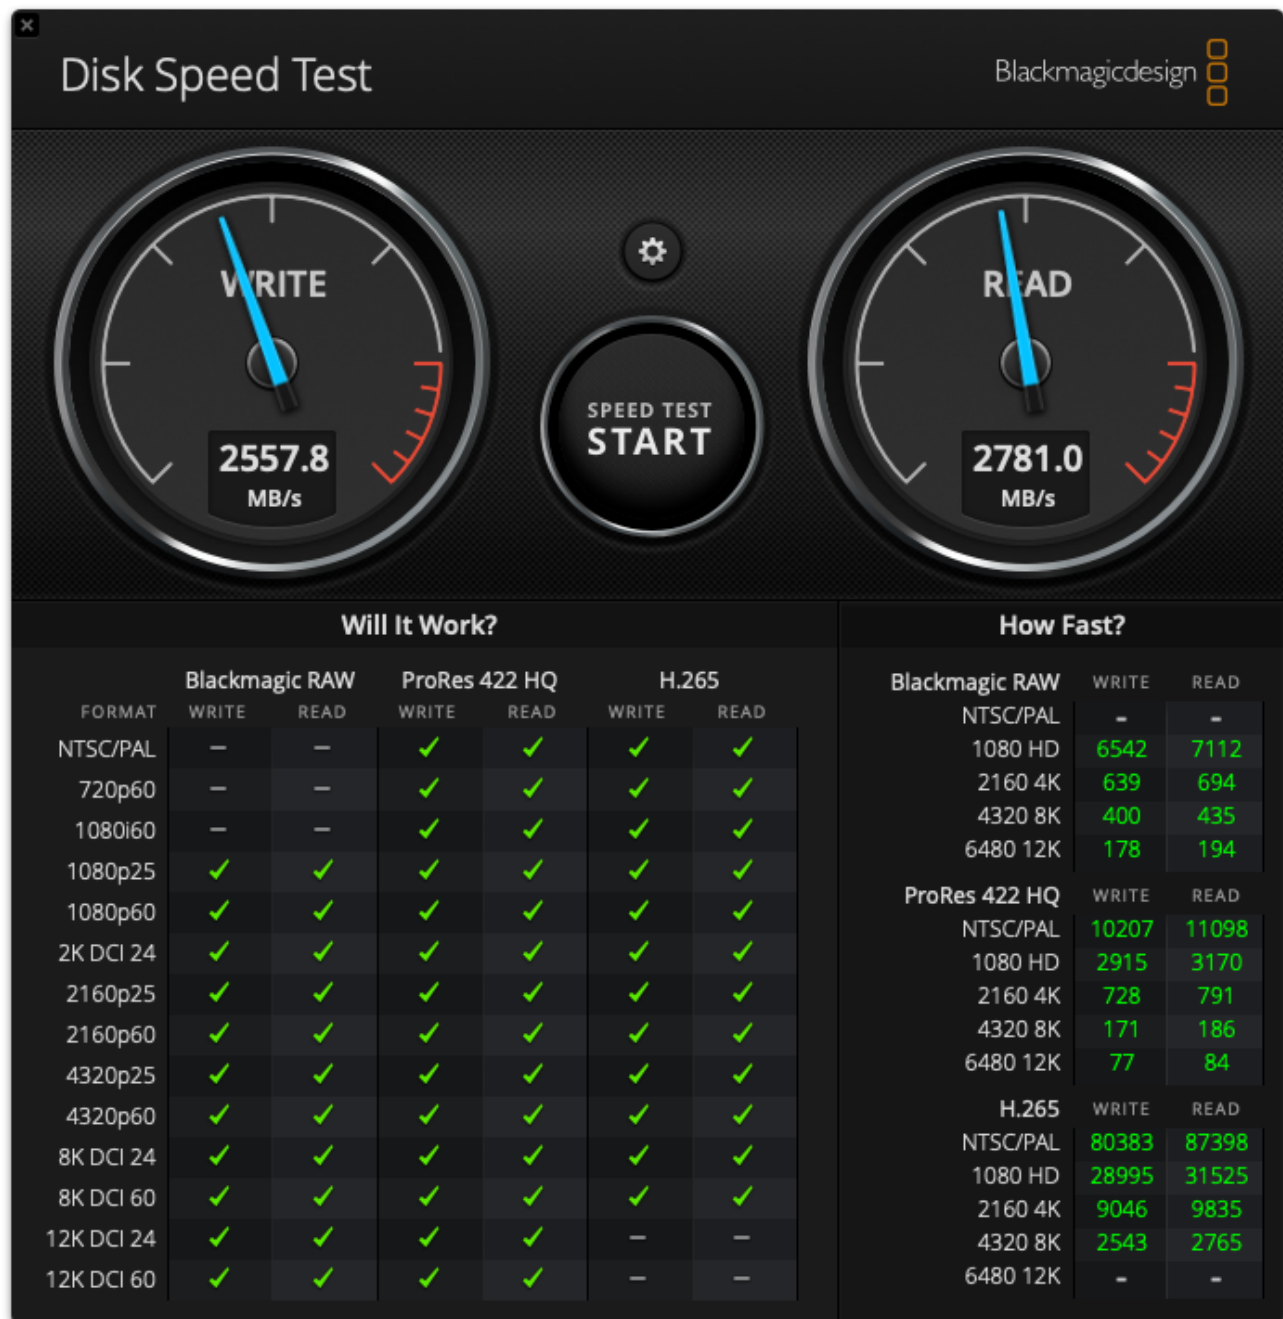 Disk Speed Test
Blackmagicdesign
WRITE
2557.8
MB/s
SPEED TEST
START
READ
2781.0
MB/s
Will It Work?
Blackmagic RAW ProRes 422 HQ H.265
FORMAT WRITE READ WRITE READ WRITE READ
NTSC/PAL – – ✓ ✓ ✓ ✓
720p60 – – ✓ ✓ ✓ ✓
1080i60 – – ✓ ✓ ✓ ✓
1080p25 ✓ ✓ ✓ ✓ ✓ ✓
1080p60 ✓ ✓ ✓ ✓ ✓ ✓
2K DCI 24 ✓ ✓ ✓ ✓ ✓ ✓
2160p25 ✓ ✓ ✓ ✓ ✓ ✓
2160p60 ✓ ✓ ✓ ✓ ✓ ✓
4320p25 ✓ ✓ ✓ ✓ ✓ ✓
4320p60 ✓ ✓ ✓ ✓ ✓ ✓
8K DCI 24 ✓ ✓ ✓ ✓ ✓ ✓
8K DCI 60 ✓ ✓ ✓ ✓ ✓ ✓
12K DCI 24 ✓ ✓ ✓ ✓ – –
12K DCI 60 ✓ ✓ ✓ ✓ – –
How Fast?
Blackmagic RAW WRITE READ
NTSC/PAL - -
1080 HD 6542 7112
2160 4K 639 694
4320 8K 400 435
6480 12K 178 194
ProRes 422 HQ WRITE READ
NTSC/PAL 10207 11098
1080 HD 2915 3170
2160 4K 728 791
4320 8K 171 186
6480 12K 77 84
H.265 WRITE READ
NTSC/PAL 80383 87398
1080 HD 28995 31525
2160 4K 9046 9835
4320 8K 2543 2765
6480 12K - -